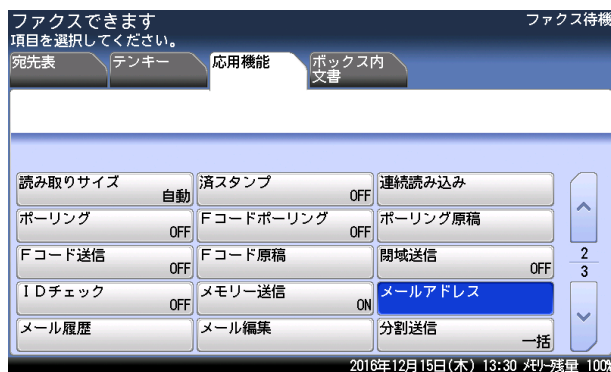 ファクスできます
ファクス待機
項目を選択してください。
宛先表
テンキー
応用機能
ボックス内
文書
読み取りサイズ
自動
済スタンプ
OFF
連続読み込み
ポーリング
OFF
Fコードポーリング
OFF
ポーリング原稿
Fコード送信
OFF
Fコード原稿
閉域送信
OFF
2
3
IDチェック
OFF
メモリー送信
ON
メールアドレス
メール履歴
メール編集
分割送信
一括
2016年12月15日(木) 13:30 メモリー残量 100%